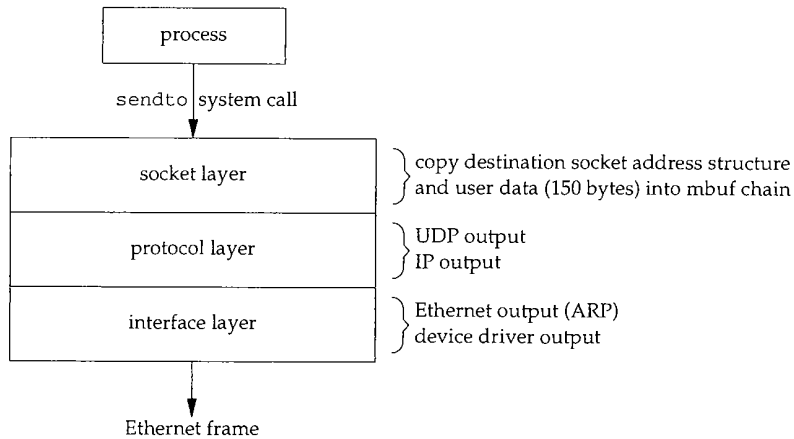 process
sendto system call
socket layer
copy destination socket address structure
and user data (150 bytes) into mbuf chain
protocol layer
UDP output
IP output
interface layer
Ethernet output (ARP)
device driver output
Ethernet frame